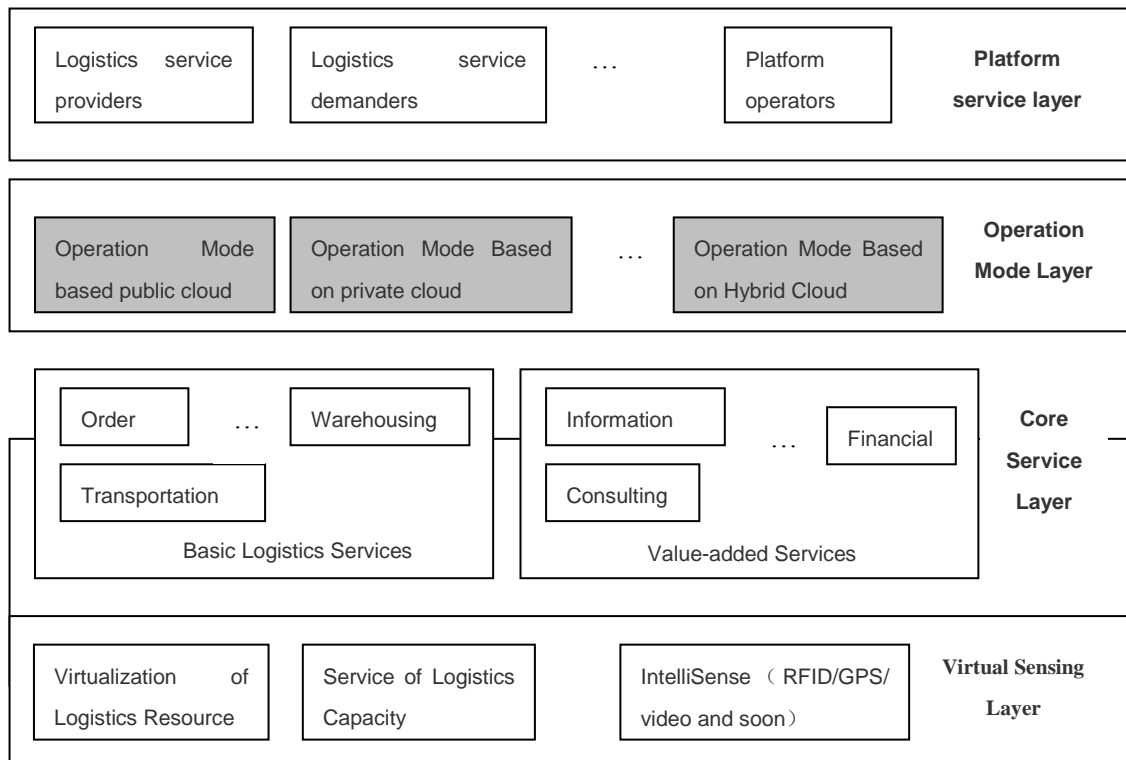 Logistics service
providers
Logistics service
demanders
...
Platform
operators
Platform
service layer
Operation Mode
based public cloud
Operation Mode Based
on private cloud
...
Operation Mode Based
on Hybrid Cloud
Operation
Mode Layer
Order
...
Warehousing
Transportation
Basic Logistics Services
Information
...
Financial
Consulting
Value-added Services
Core
Service
Layer
Virtualization of
Logistics Resource
Service of Logistics
Capacity
IntelliSense（RFID/GPS/
video and soon）
Virtual Sensing
Layer